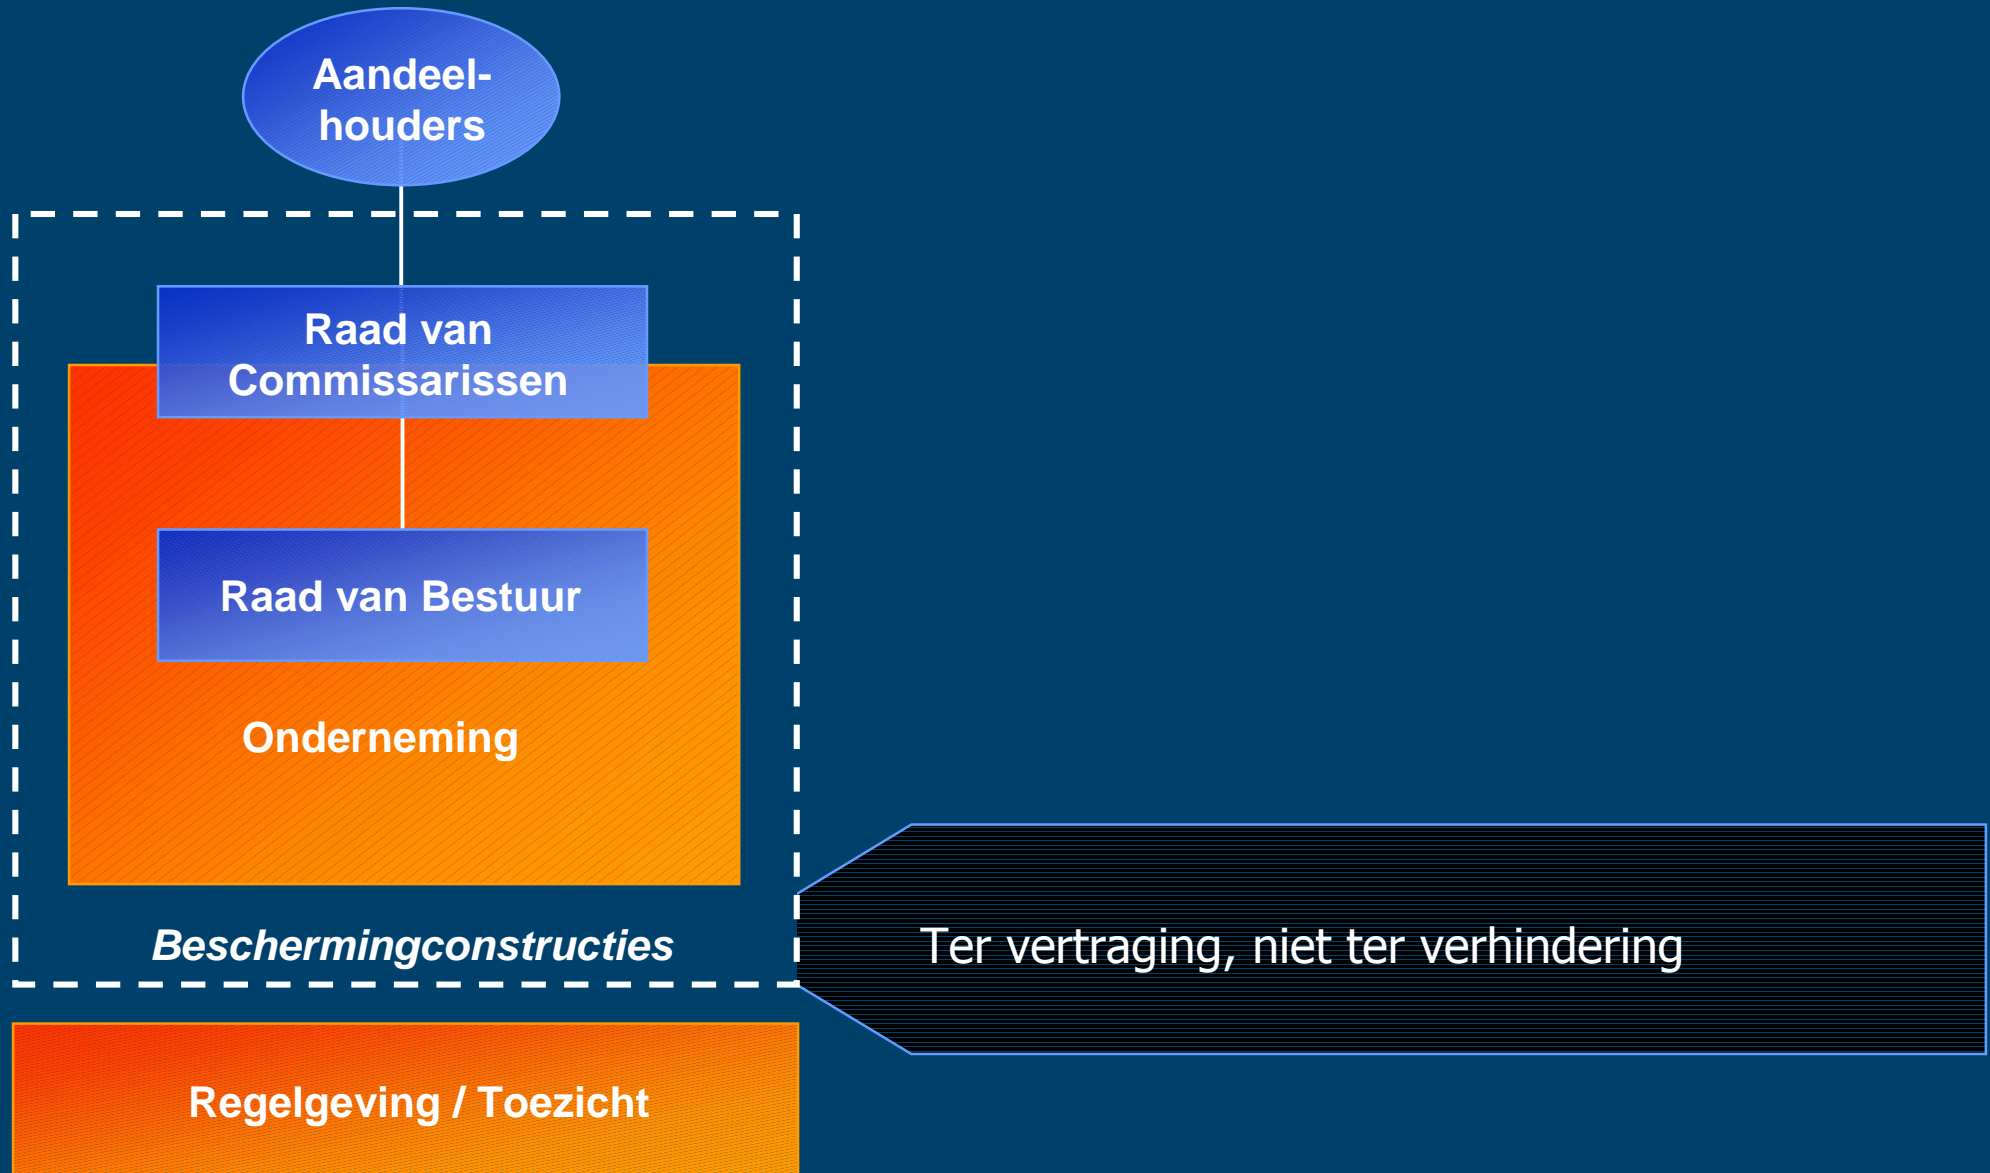 Aandeel-
houders
Raad van
Commissarissen
Raad van Bestuur
Onderneming
Beschermingconstructies
Ter vertraging, niet ter verhindering
Regelgeving / Toezicht